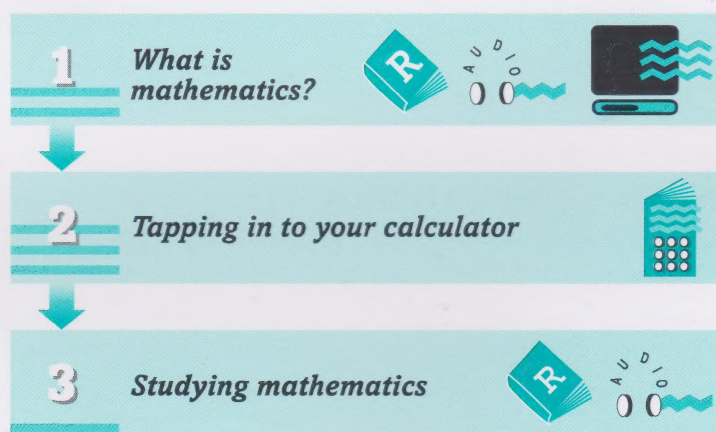 1
What is
mathematics?
R
AUDIO
2
Tapping in to your calculator
3
Studying mathematics
R
AUDIO